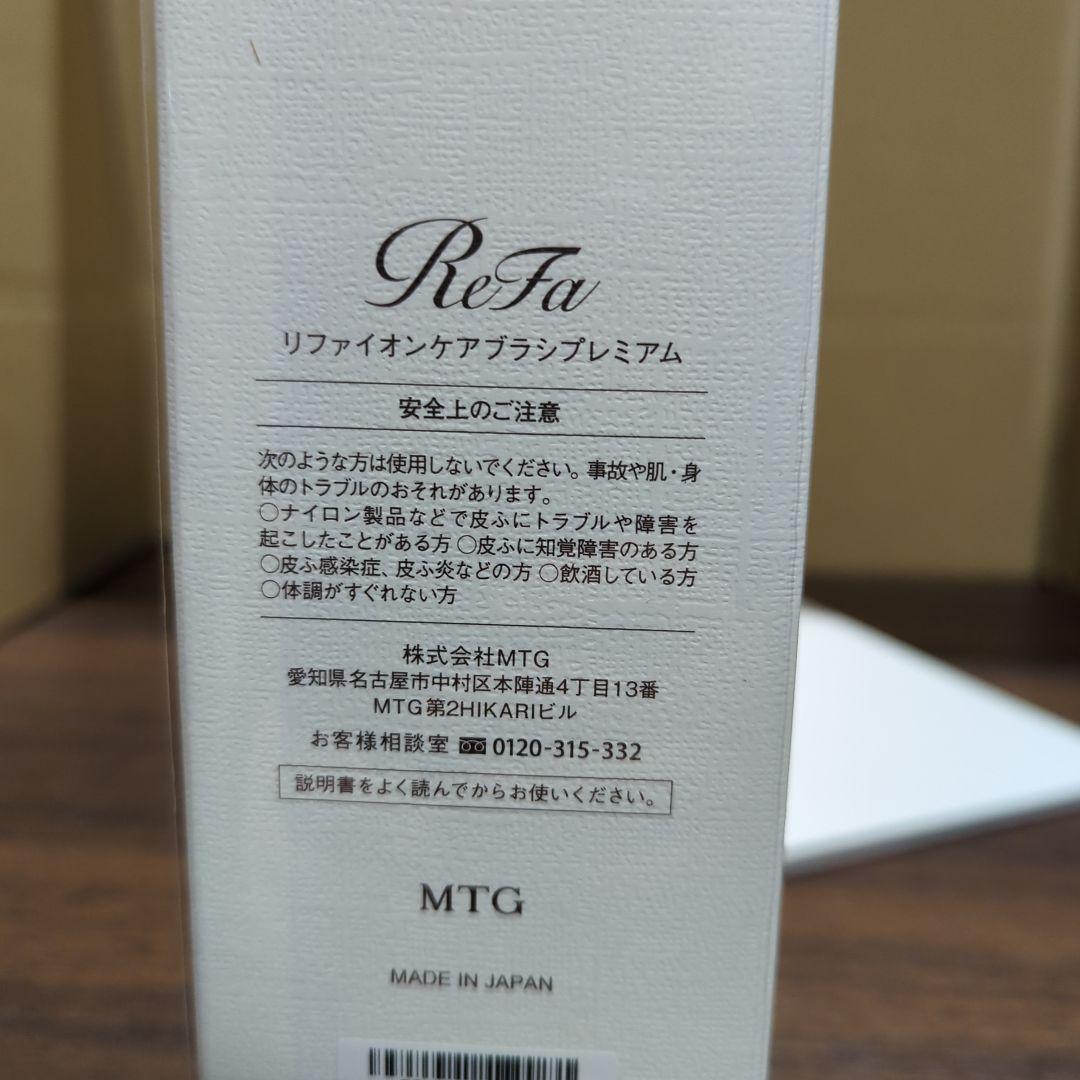 ReFa
リファイオンケアブラシプレミアム
安全上のご注意
次のような方は使用しないでください。事故や肌・身
体のトラブルのおそれがあります。
○ナイロン製品などで皮ふにトラブルや障害を
起こしたことがある方 ○皮ふに知覚障害のある方
○皮ふ感染症、皮ふ炎などの方 ○飲酒している方
○体調がすぐれない方
株式会社MTG
愛知県名古屋市中村区本陣通4丁目13番
MTG第2HIKARIビル
お客様相談室 0120-315-332
説明書をよく読んでからお使いください。
MTG
MADE IN JAPAN